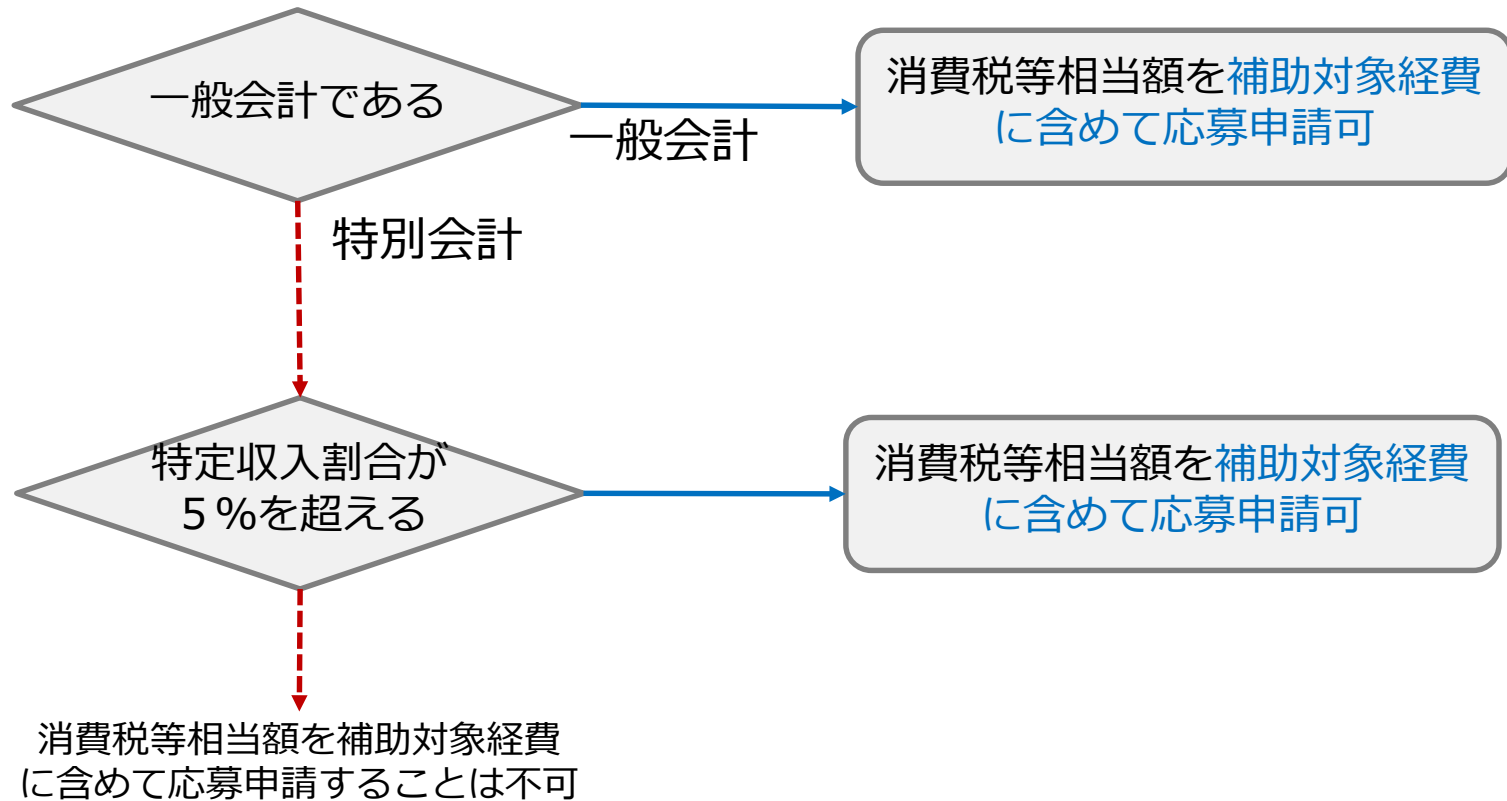 一般会計である
一般会計
消費税等相当額を補助対象経費
に含めて応募申請可
特別会計
特定収入割合が
５%を超える
消費税等相当額を補助対象経費
に含めて応募申請可
消費税等相当額を補助対象経費
に含めて応募申請することは不可